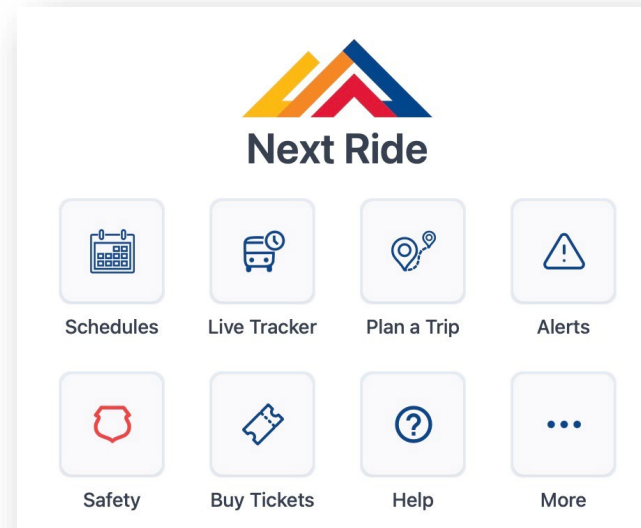 Next Ride
Schedules
Live Tracker
Plan a Trip
Alerts
Safety
Buy Tickets
Help
More